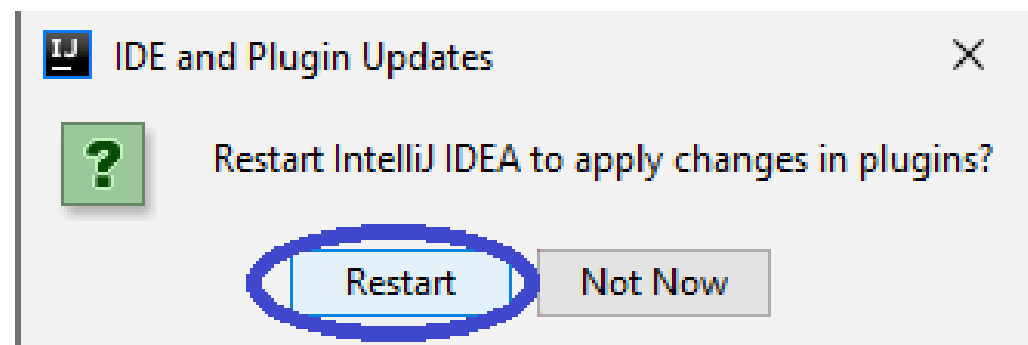 IJ IDE and Plugin Updates
?
Restart IntelliJ IDEA to apply changes in plugins?
Restart Not Now